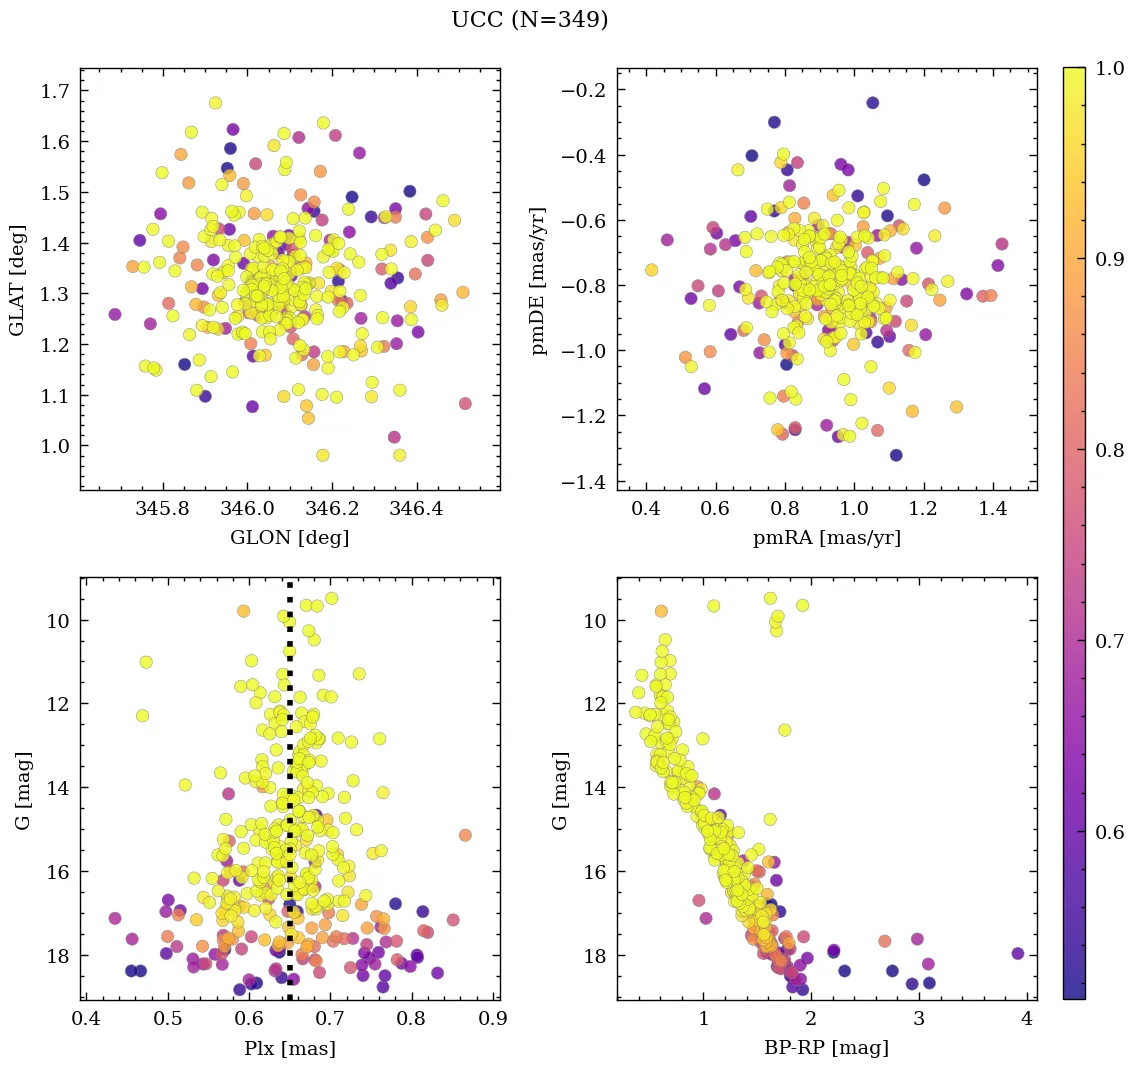 UCC (N=349)
1.7
1.6
1.5
1.4
1.3
1.2
1.1
1.0
GLAT [deg]
345.8 346.0 346.2 346.4
GLON [deg]
−0.2
−0.4
−0.6
−0.8
−1.0
−1.2
−1.4
pmDE [mas/yr]
0.4 0.6 0.8 1.0 1.2 1.4
pmRA [mas/yr]
1.0
0.9
0.8
0.7
0.6
10
12
14
16
18
G [mag]
0.4 0.5 0.6 0.7 0.8 0.9
Plx [mas]
10
12
14
16
18
G [mag]
1 2 3 4
BP-RP [mag]